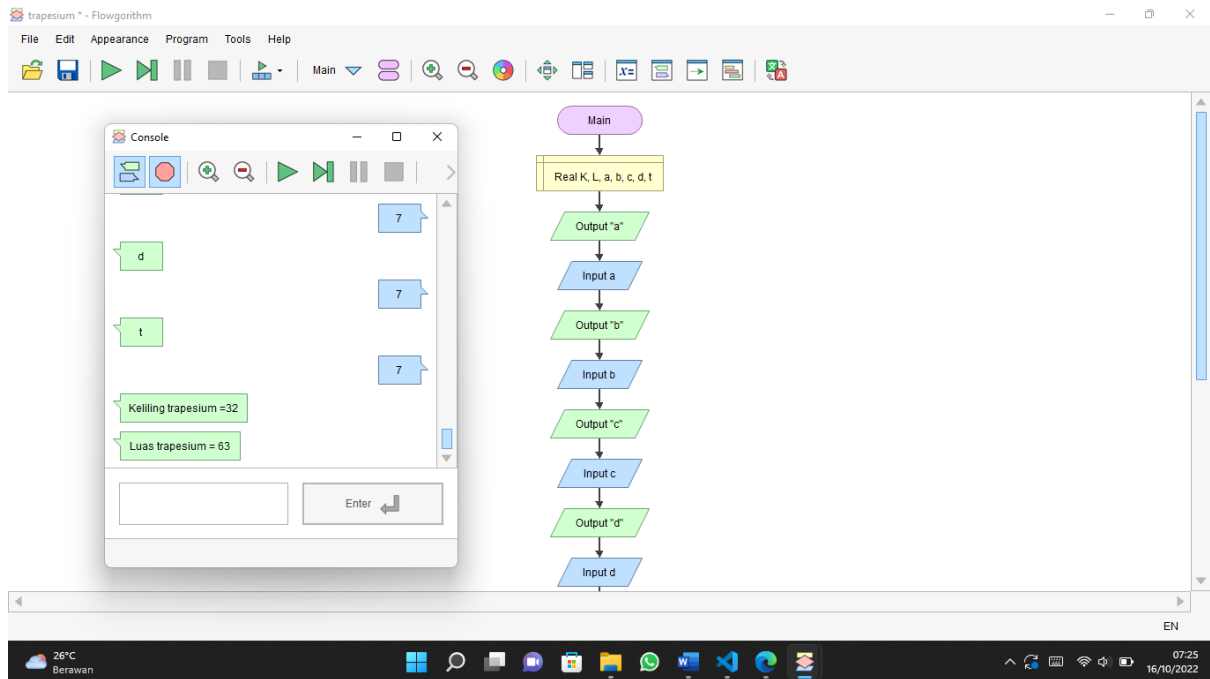 trapesium * - Flowgorithm
File Edit Appearance Program Tools Help
Main
Console
7
d
7
t
7
Keliling trapesium =32
Luas trapesium = 63
Enter
Main
Real K, L, a, b, c, d, t
Output "a"
Input a
Output "b"
Input b
Output "c"
Input c
Output "d"
Input d
EN
26°C
Berawan
07:25
16/10/2022